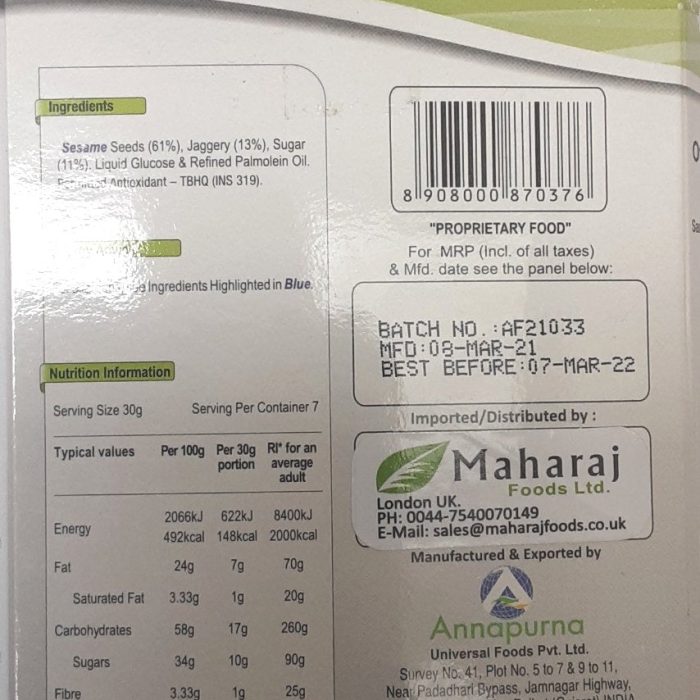 Ingredients
Sesame Seeds (61%), Jaggery (13%), Sugar
(11%), Liquid Glucose & Refined Palmolein Oil.
Antioxidant – TBHQ (INS 319).
Ingredients Highlighted in Blue.
Nutrition Information
Serving Size 30g Serving Per Container 7
Typical values Per 100g Per 30g portion RI* for an average adult
Energy 2066kJ 622kJ 8400kJ
492kcal 148kcal 2000kcal
Fat 24g 7g 70g
Saturated Fat 3.33g 1g 20g
Carbohydrates 58g 17g 260g
Sugars 34g 10g 90g
Fibre 3.33g 1g 25g
8 908000 870376
"PROPRIETARY FOOD"
For MRP (Incl. of all taxes)
& Mfd. date see the panel below:
BATCH NO.:AF21033
MFD:08-MAR-21
BEST BEFORE:07-MAR-22
Imported/Distributed by :
Maharaj
Foods Ltd.
London UK.
PH: 0044-7540070149
E-Mail: sales@maharajfoods.co.uk
Manufactured & Exported by
Annapurna
Universal Foods Pvt. Ltd.
Survey No. 41, Plot No. 5 to 7 & 9 to 11,
Near Padadhari Bypass, Jamnagar Highway,